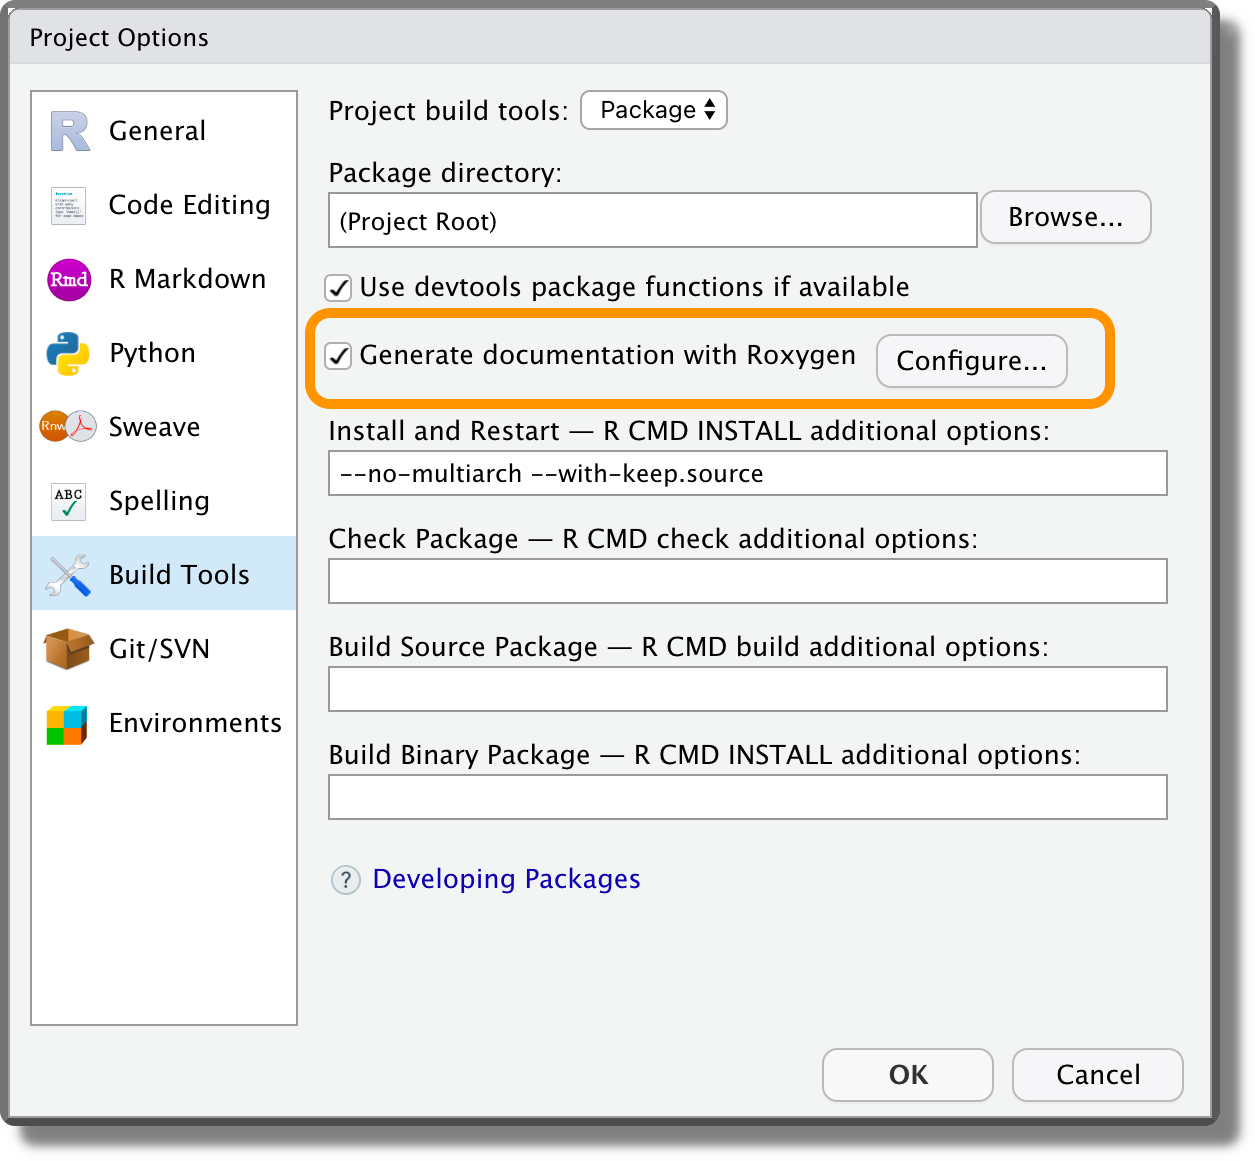 Project Options
General
Code Editing
Rmd R Markdown
Python
Rnw Sweave
ABC Spelling
Build Tools
Git/SVN
Environments
Project build tools: Package
Package directory:
(Project Root) Browse...
Use devtools package functions if available
Generate documentation with Roxygen Configure...
Install and Restart — R CMD INSTALL additional options:
--no-multiarch --with-keep.source
Check Package — R CMD check additional options:
Build Source Package — R CMD build additional options:
Build Binary Package — R CMD INSTALL additional options:
? Developing Packages
OK Cancel